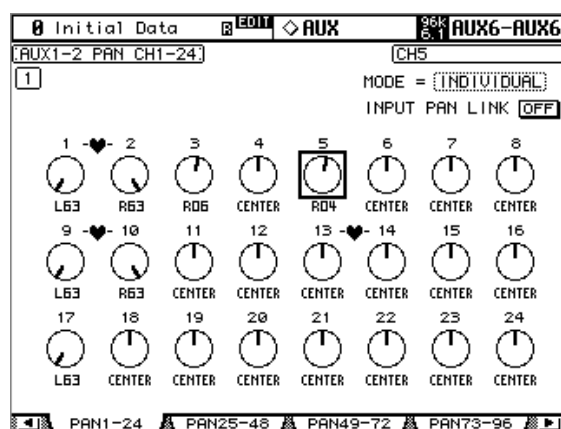 0 Initial Data EDIT AUX 96k 6.1 AUX6-AUX6
AUX1-2 PAN CH1-24 CH5
1 MODE = INDIVIDUAL
INPUT PAN LINK OFF
1 2 3 4 5 6 7 8
L63 R63 R06 CENTER R04 CENTER CENTER CENTER
9 10 11 12 13 14 15 16
L63 R63 CENTER CENTER CENTER CENTER CENTER CENTER
17 18 19 20 21 22 23 24
L63 CENTER CENTER CENTER CENTER CENTER CENTER CENTER
PAN1-24 PAN25-48 PAN49-72 PAN73-96